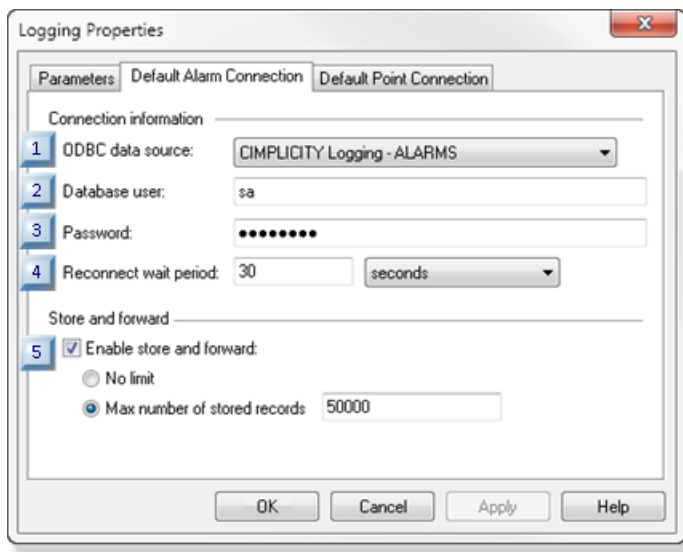 Logging Properties
Parameters Default Alarm Connection Default Point Connection
Connection information
1 ODBC data source: CIMPLICITY Logging - ALARMS
2 Database user: sa
3 Password: ●●●●●●●●
4 Reconnect wait period: 30 seconds
Store and forward
5 Enable store and forward:
No limit
Max number of stored records 50000
OK Cancel Apply Help